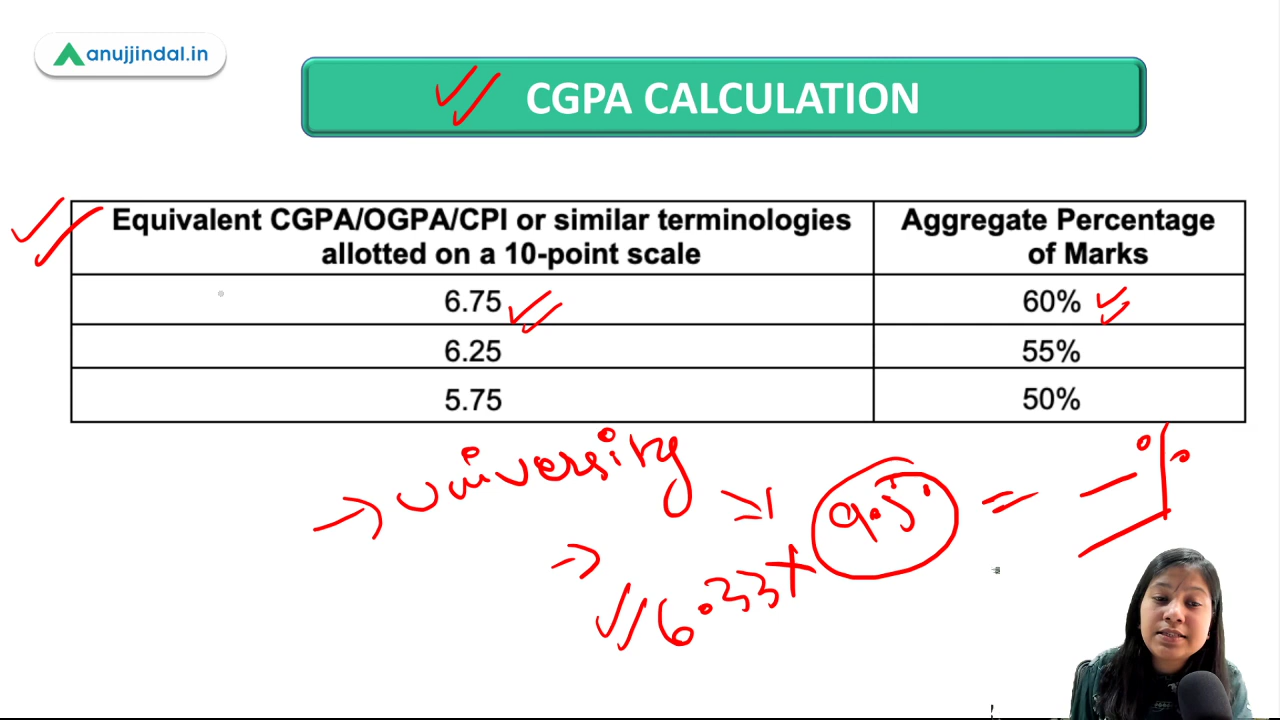 anujjindal.in
CGPA CALCULATION
Equivalent CGPA/OGPA/CPI or similar terminologies allotted on a 10-point scale
Aggregate Percentage of Marks
6.75 60%
6.25 55%
5.75 50%
→ university
→ 6.33 × 9.5 = — %